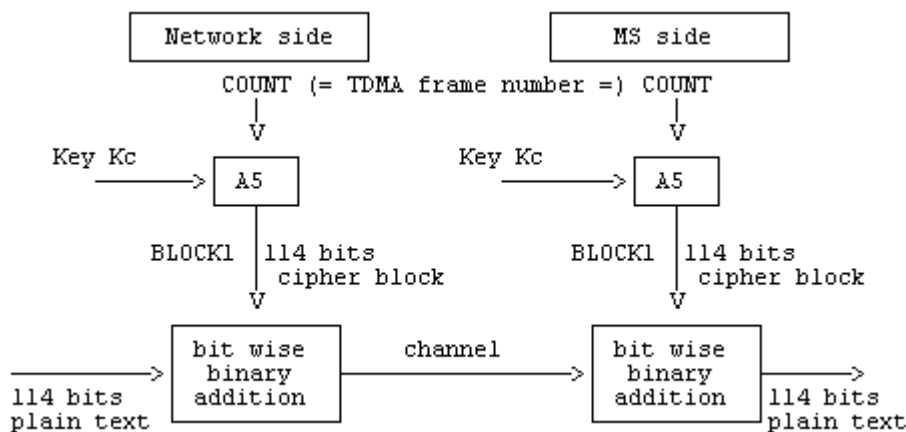 Network side
MS side
COUNT (= TDMA frame number =) COUNT
Key Kc
A5
Key Kc
A5
BLOCK1
114 bits
cipher block
BLOCK1
114 bits
cipher block
bit wise
binary
addition
channel
bit wise
binary
addition
114 bits
plain text
114 bits
plain text